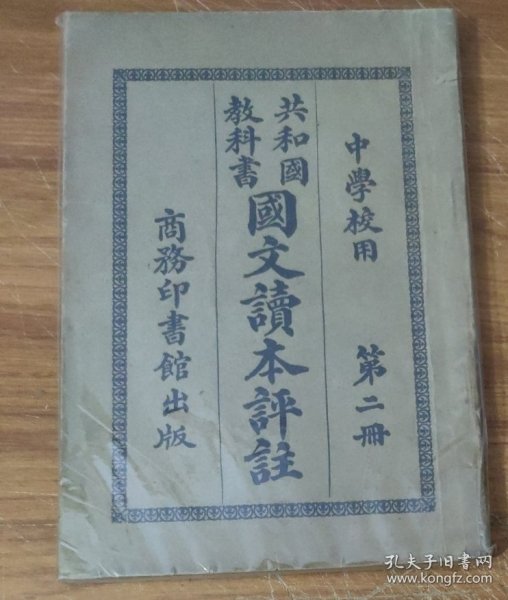 中學校用 第二冊
共和國
教科書
國文讀本評註
商務印書館出版
孔夫子旧书网
www.kongfz.com